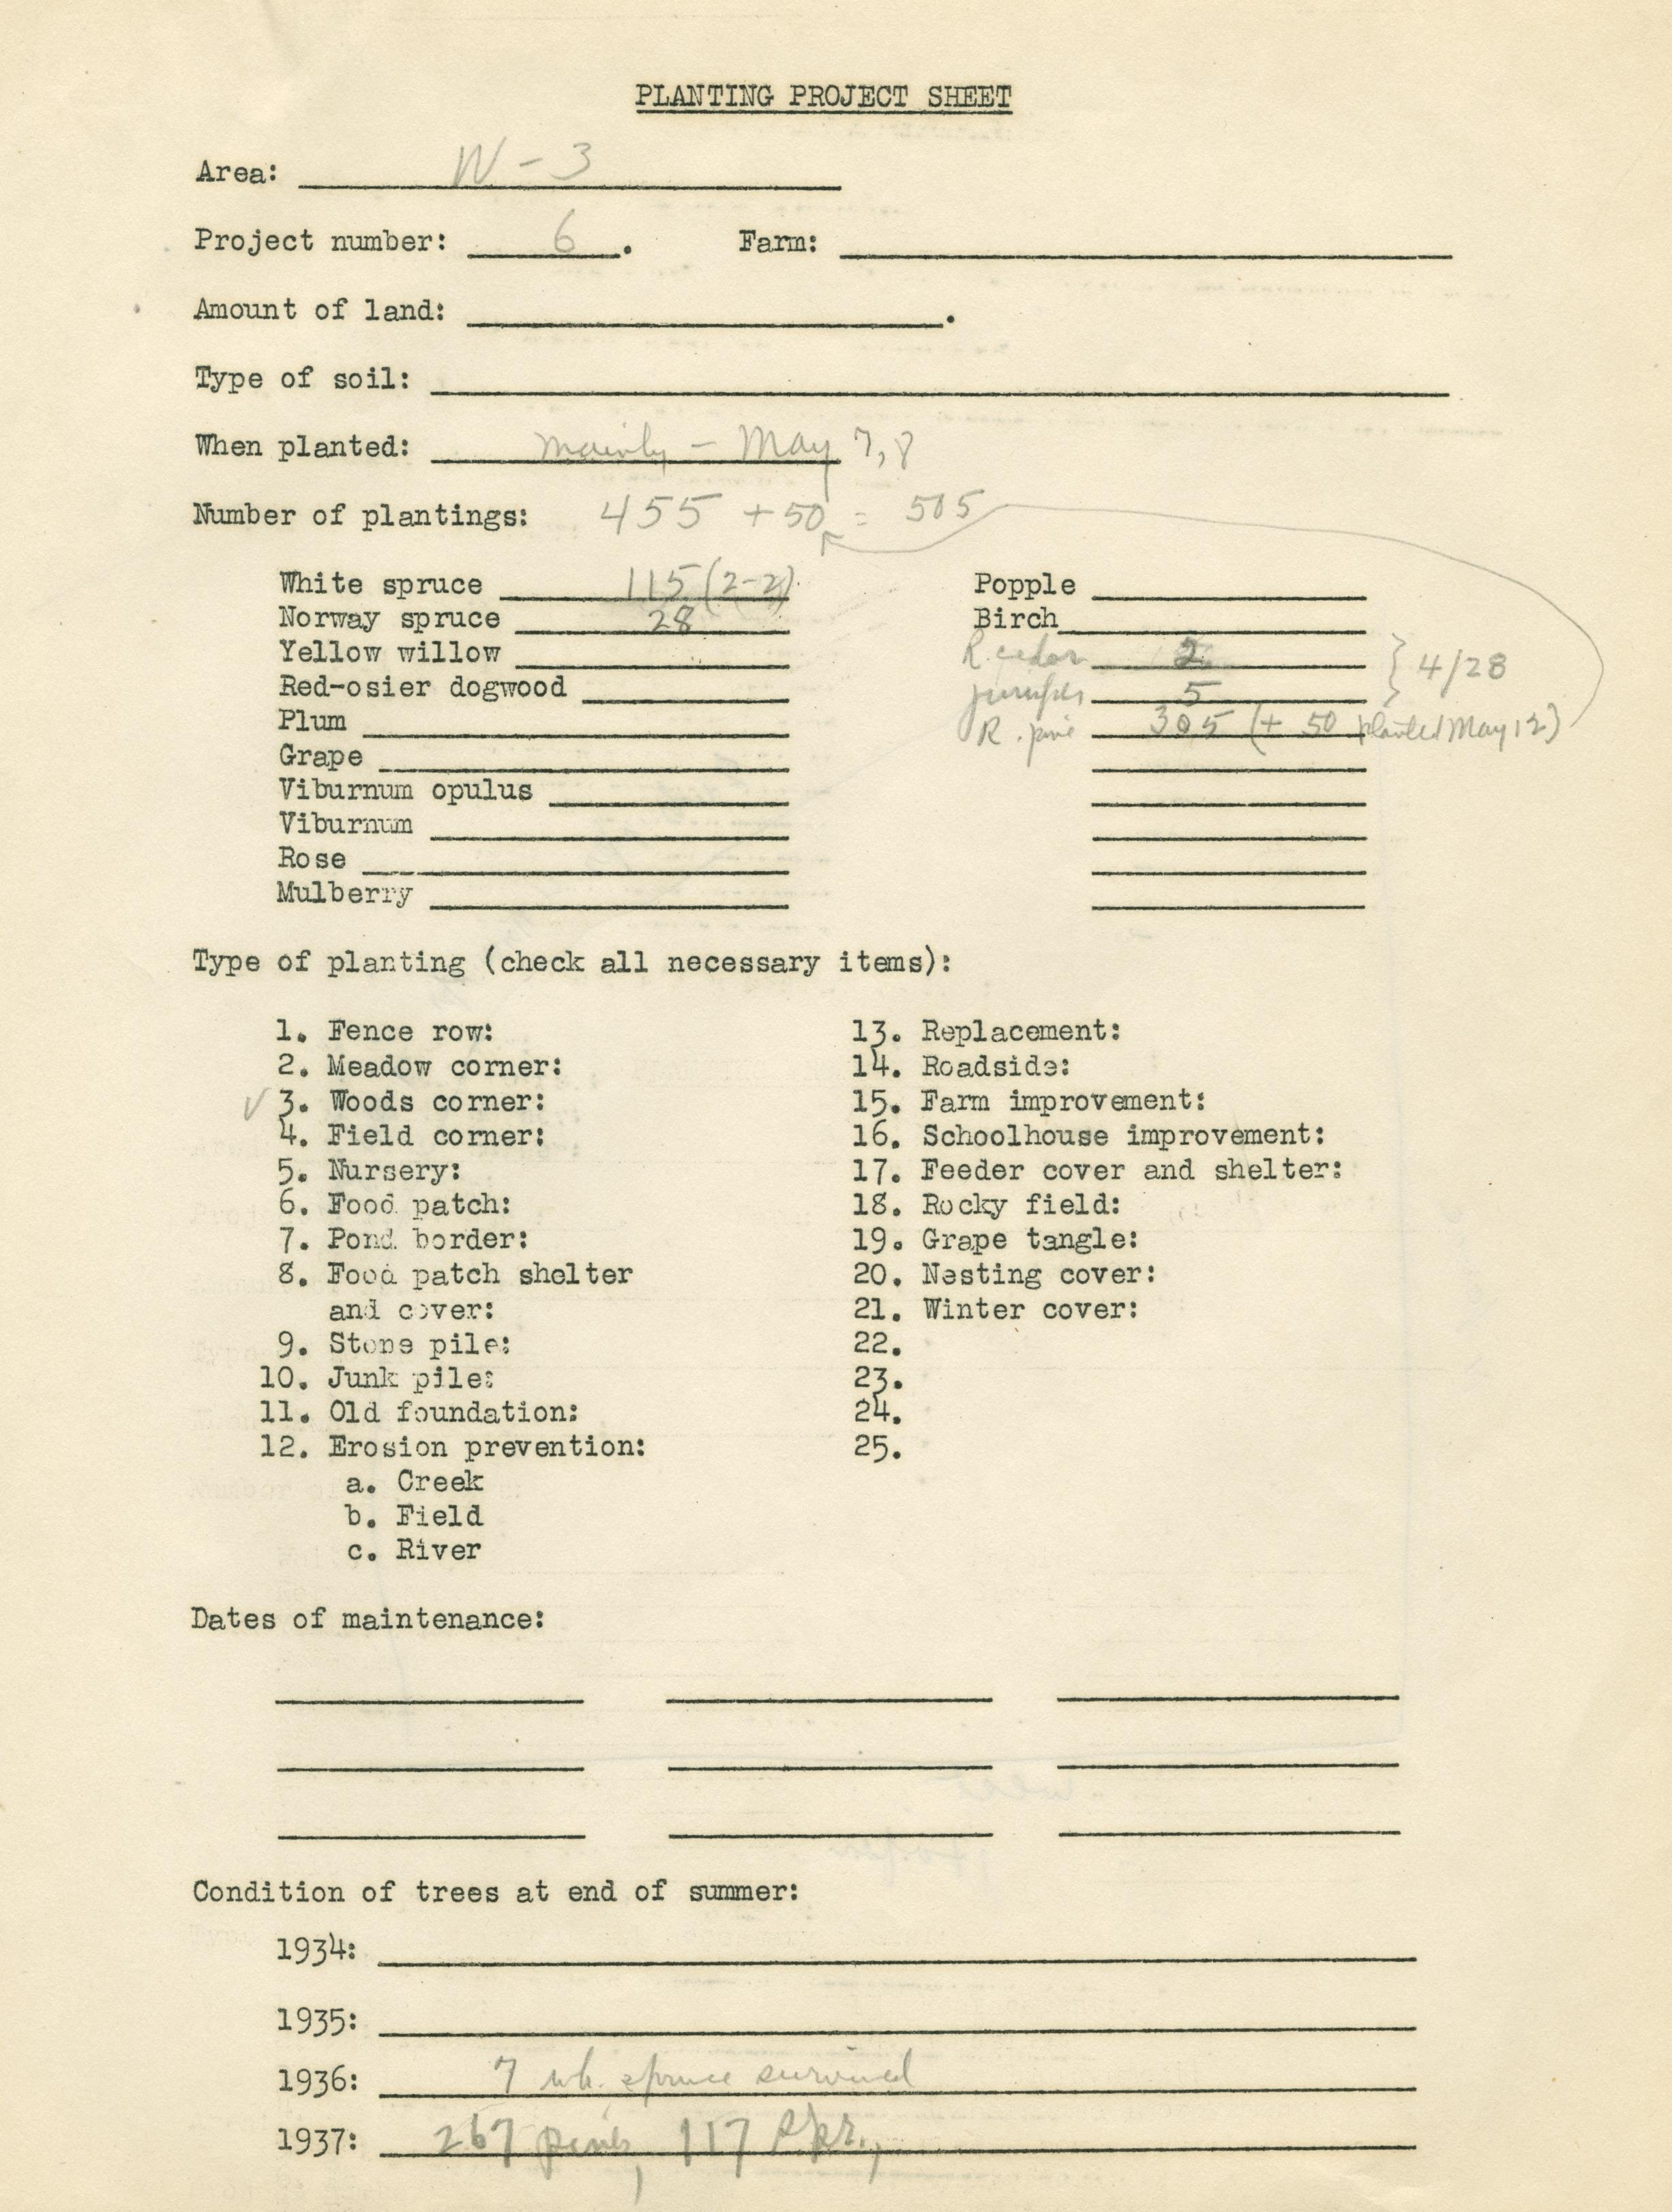 PLANTING PROJECT SHEET
Area: W - 3
Project number: 6 . Farm:
Amount of land: .
Type of soil:
When planted: mainly - May 7, 8
Number of plantings: 455 + 50 = 505
White spruce 115 (2-2) Popple
Norway spruce 28 Birch
Yellow willow R. cedar 2 } 4/28
Red-osier dogwood junipers 5
Plum R. pine 305 (+ 50 planted May 12)
Grape
Viburnum opulus
Viburnum
Rose
Mulberry
Type of planting (check all necessary items):
1. Fence row: 13. Replacement:
2. Meadow corner: 14. Roadside:
✓ 3. Woods corner: 15. Farm improvement:
4. Field corner: 16. Schoolhouse improvement:
5. Nursery: 17. Feeder cover and shelter:
6. Food patch: 18. Rocky field:
7. Pond border: 19. Grape tangle:
8. Food patch shelter 20. Nesting cover:
and cover: 21. Winter cover:
9. Stone pile: 22.
10. Junk pile: 23.
11. Old foundation: 24.
12. Erosion prevention: 25.
a. Creek
b. Field
c. River
Dates of maintenance:
Condition of trees at end of summer:
1934:
1935:
1936: 7 wh. spruce survived
1937: 267 pines, 117 spr.,